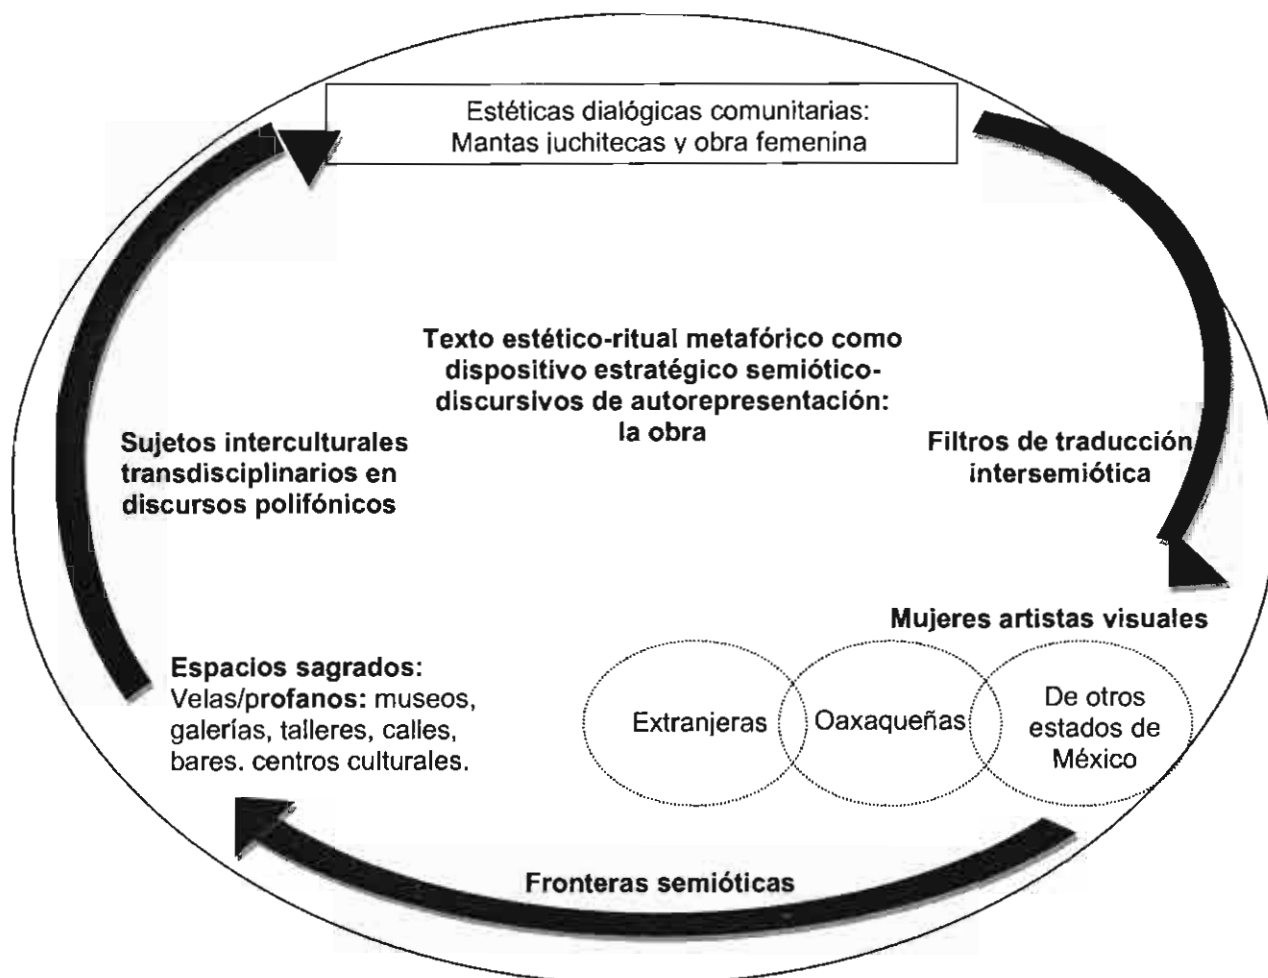 Estéticas dialógicas comunitarias:
Mantas juchitecas y obra femenina
Texto estético-ritual metafórico como
dispositivo estratégico semiótico-
discursivos de autorepresentación:
la obra
Sujetos interculturales
transdisciplinarios en
discursos polifónicos
Filtros de traducción
intersemiótica
Mujeres artistas visuales
Extranjeras
Oaxaqueñas
De otros
estados de
México
Espacios sagrados:
Velas/profanos: museos,
galerías, talleres, calles,
bares. centros culturales.
Fronteras semióticas